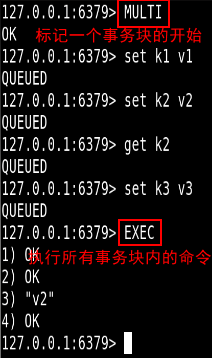 127.0.0.1:6379> MULTI
OK 标记一个事务块的开始
127.0.0.1:6379> set k1 v1
QUEUED
127.0.0.1:6379> set k2 v2
QUEUED
127.0.0.1:6379> get k2
QUEUED
127.0.0.1:6379> set k3 v3
QUEUED
127.0.0.1:6379> EXEC
1) OK 执行所有事务块内的命令
2) OK
3) "v2"
4) OK
127.0.0.1:6379>